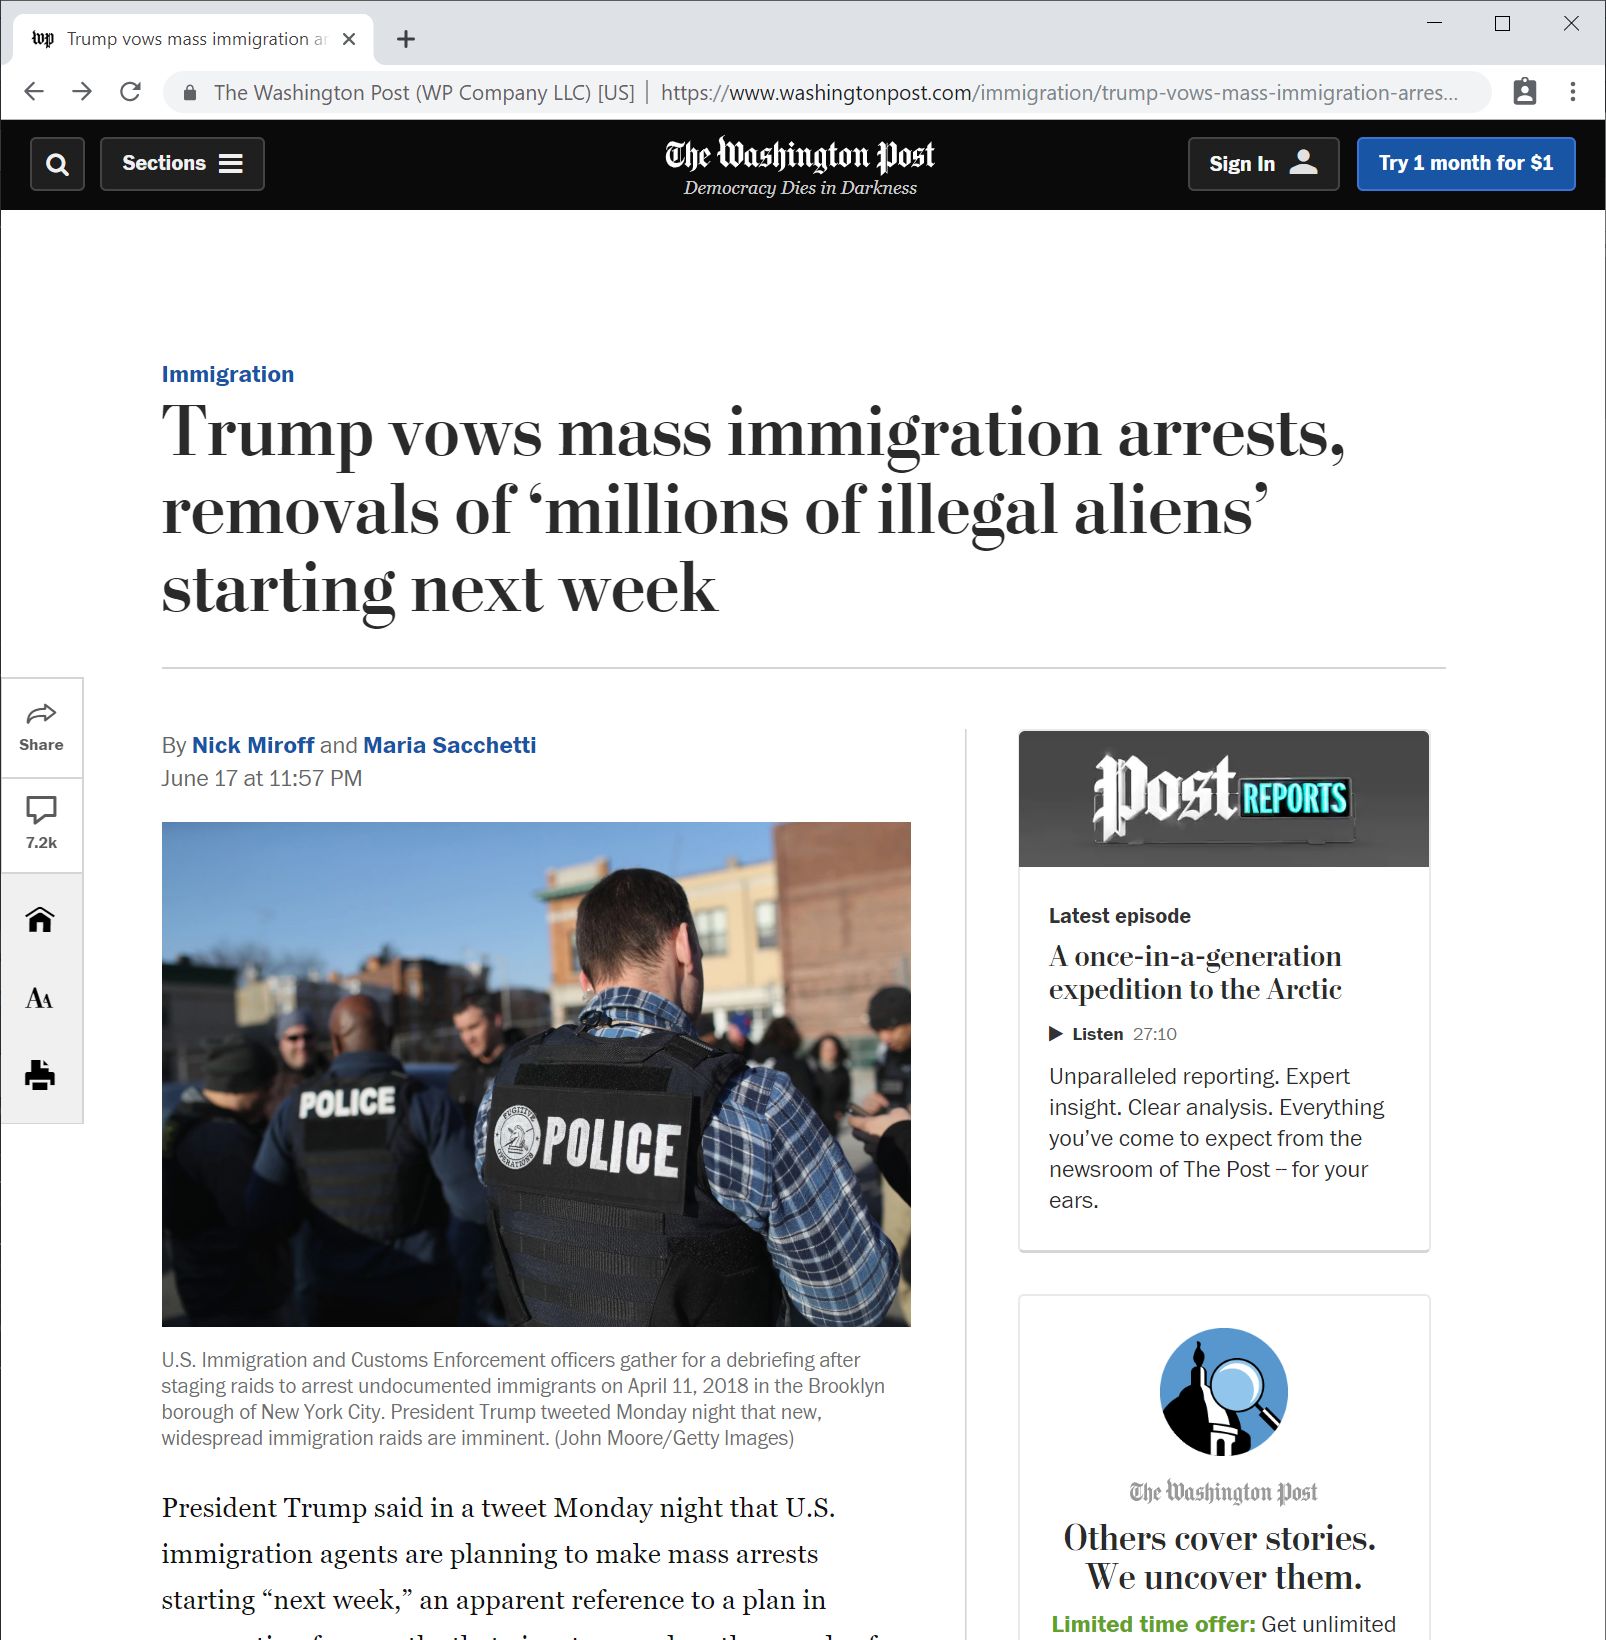 Trump vows mass immigration ar
The Washington Post (WP Company LLC) [US] | https://www.washingtonpost.com/immigration/trump-vows-mass-immigration-arres...
Sections
The Washington Post
Democracy Dies in Darkness
Sign In
Try 1 month for $1
Immigration
Trump vows mass immigration arrests,
removals of ‘millions of illegal aliens’
starting next week
Share
7.2k
AA
By Nick Miroff and Maria Sacchetti
June 17 at 11:57 PM
POLICE
FUGITIVE
OPERATIONS
POLICE
U.S. Immigration and Customs Enforcement officers gather for a debriefing after
staging raids to arrest undocumented immigrants on April 11, 2018 in the Brooklyn
borough of New York City. President Trump tweeted Monday night that new,
widespread immigration raids are imminent. (John Moore/Getty Images)
President Trump said in a tweet Monday night that U.S.
immigration agents are planning to make mass arrests
starting “next week,” an apparent reference to a plan in
Post REPORTS
Latest episode
A once-in-a-generation
expedition to the Arctic
Listen 27:10
Unparalleled reporting. Expert
insight. Clear analysis. Everything
you’ve come to expect from the
newsroom of The Post – for your
ears.
The Washington Post
Others cover stories.
We uncover them.
Limited time offer: Get unlimited